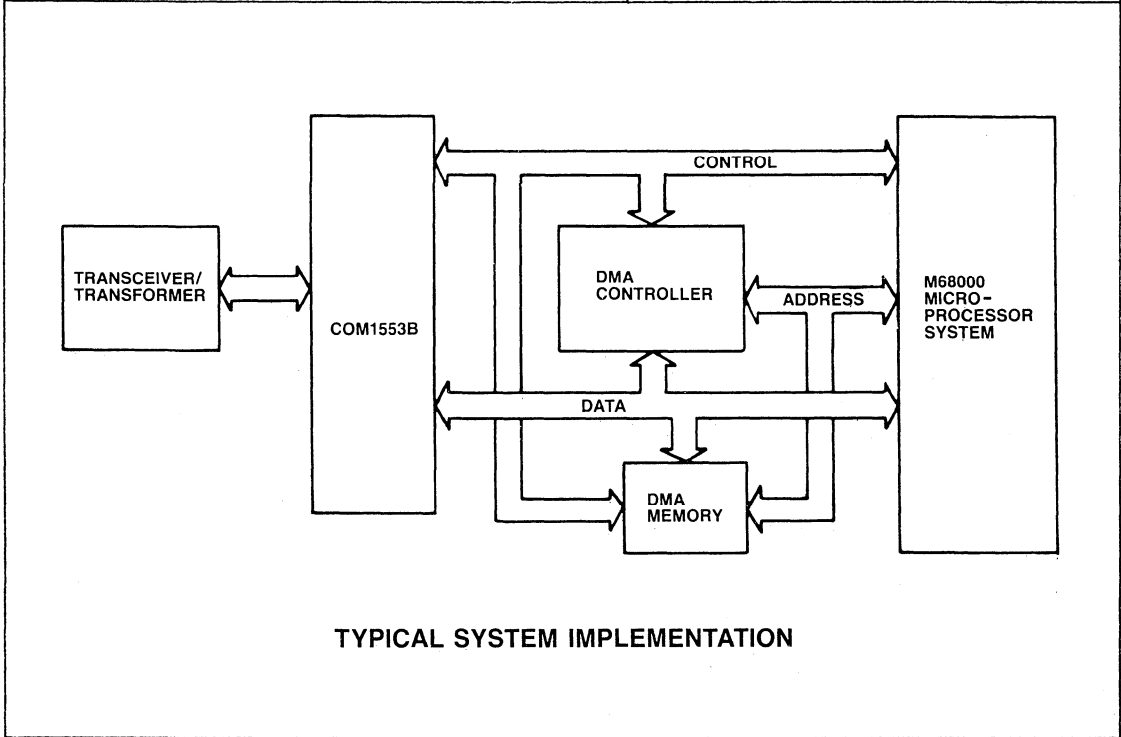 CONTROL
TRANSCEIVER/
TRANSFORMER
COM1553B
DMA
CONTROLLER
ADDRESS
M68000
MICRO-
PROCESSOR
SYSTEM
DATA
DMA
MEMORY
TYPICAL SYSTEM IMPLEMENTATION